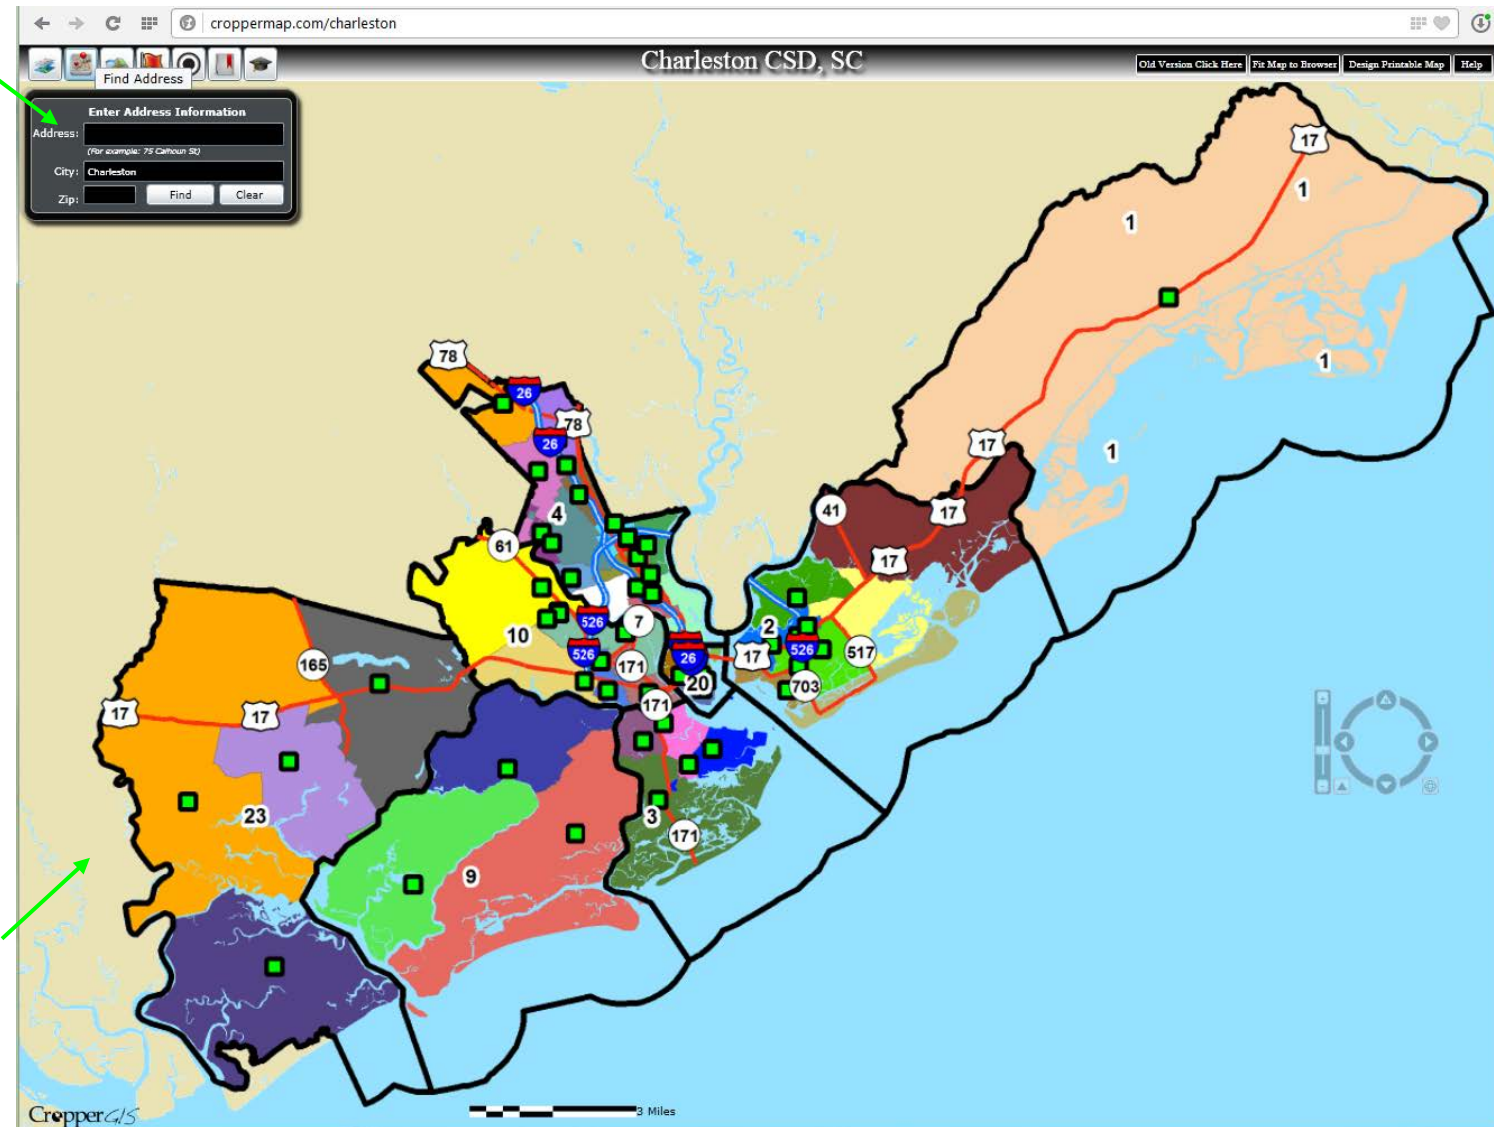 croppermap.com/charleston
Charleston CSD, SC
Old Version Click Here
Fit Map to Browser
Design Printable Map
Help
Find Address
Enter Address Information
Address:
(For example: 75 Calhoun St)
City: Charleston
Zip:
Find
Clear
17
1
1
1
1
78
26
78
26
17
41
17
17
4
61
10
526
7
526
171
26
17
2
526
517
703
20
171
165
17
17
23
3
171
9
3 Miles
Cropper GIS